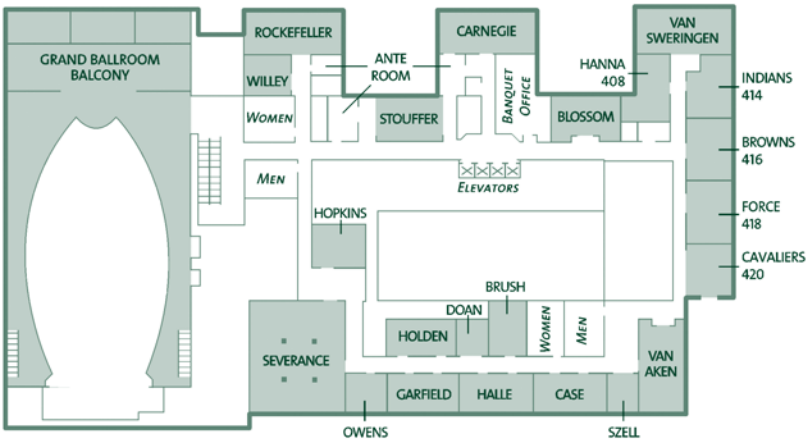 ROCKEFELLER
CARNEGIE
VAN
SWERINGEN
GRAND BALLROOM
BALCONY
ANTE
ROOM
HANNA
408
INDIANS
414
WILLEY
BANQUET
OFFICE
WOMEN
STOUFFER
BLOSSOM
BROWNS
416
MEN
ELEVATORS
HOPKINS
FORCE
418
CAVALIERS
420
BRUSH
DOAN
HOLDEN
WOMEN
MEN
SEVERANCE
VAN
AKEN
GARFIELD
HALLE
CASE
OWENS
SZELL